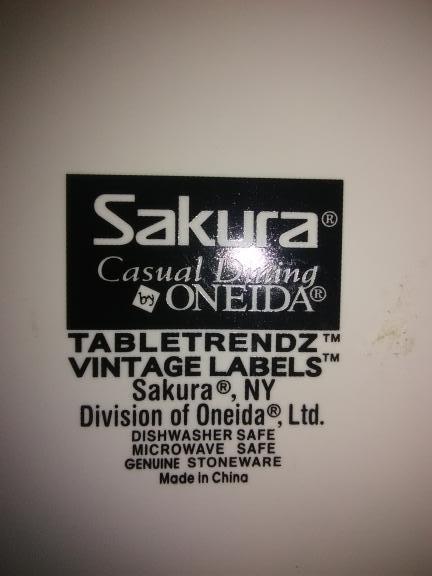 Sakura®
Casual Dining
by ONEIDA®
TABLETRENDZ™
VINTAGE LABELS™
Sakura®, NY
Division of Oneida®, Ltd.
DISHWASHER SAFE
MICROWAVE SAFE
GENUINE STONEWARE
Made in China